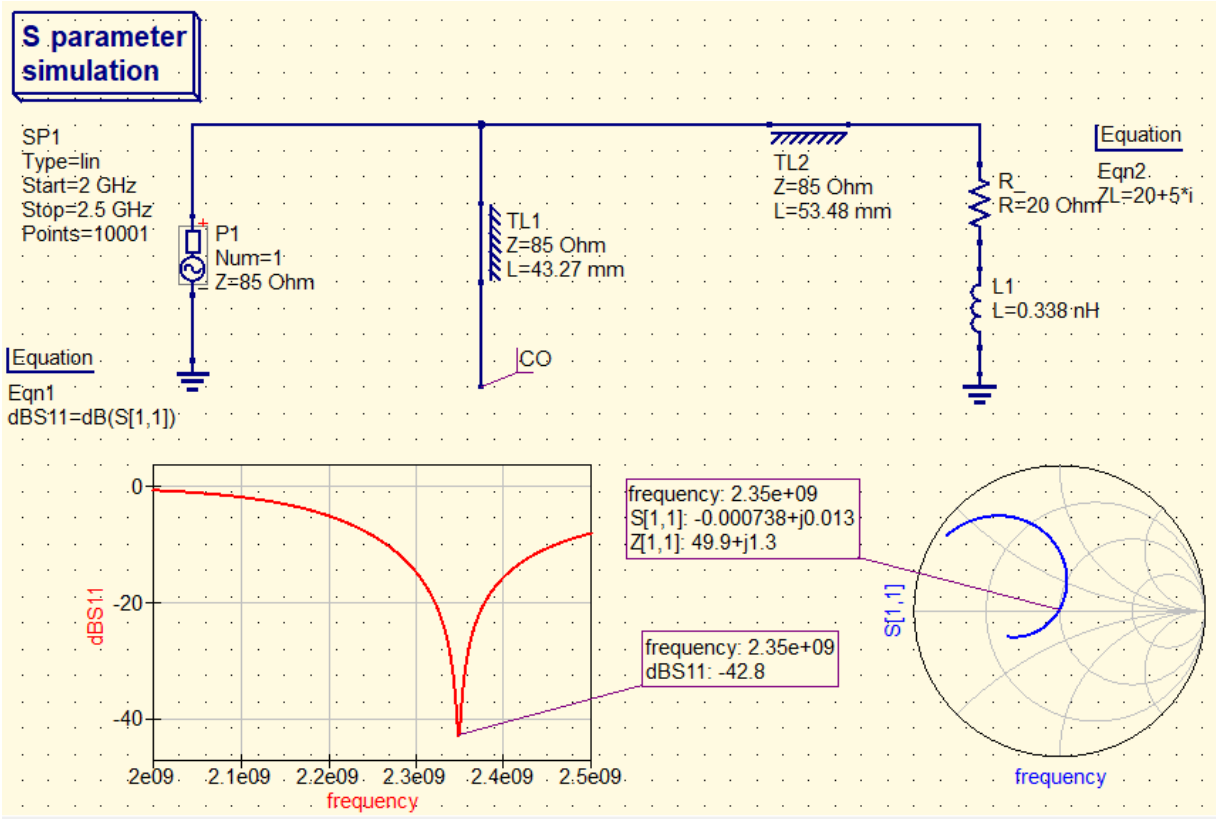 S parameter
simulation
SP1
Type=lin
Start=2 GHz
Stop=2.5 GHz
Points=10001
P1
Num=1
Z=85 Ohm
TL1
Z=85 Ohm
L=43.27 mm
CO
TL2
Z=85 Ohm
L=53.48 mm
R_
R=20 Ohm
L1
L=0.338 nH
Equation
Eqn2
ZL=20+5*i
Equation
Eqn1
dBS11=dB(S[1,1])
dBS11
0
-20
-40
2e09 2.1e09 2.2e09 2.3e09 2.4e09 2.5e09
frequency
frequency: 2.35e+09
S[1,1]: -0.000738+j0.013
Z[1,1]: 49.9+j1.3
frequency: 2.35e+09
dBS11: -42.8
S[1,1]
frequency